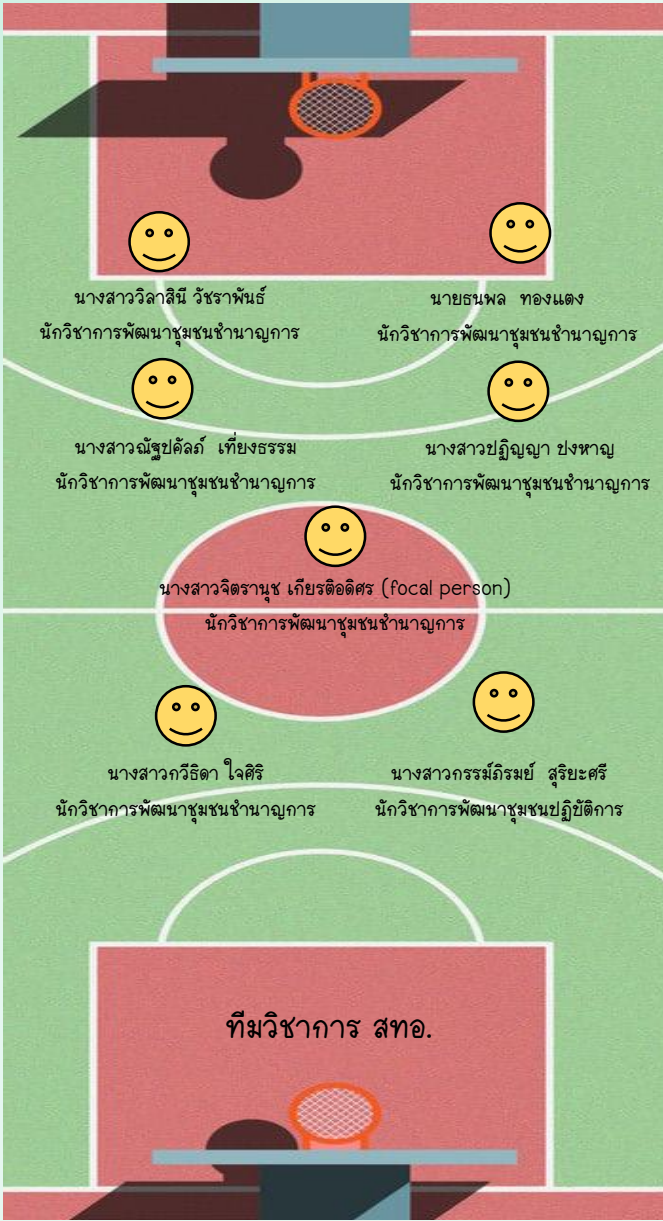 นางสาววิลาสินี วัชราพันธ์
นักวิชาการพัฒนาชุมชนชำนาญการ
นายธนพล ทองแตง
นักวิชาการพัฒนาชุมชนชำนาญการ
นางสาวณัฐปคัลภ์ เที่ยงธรรม
นักวิชาการพัฒนาชุมชนชำนาญการ
นางสาวปฏิญญา ปงหาญ
นักวิชาการพัฒนาชุมชนชำนาญการ
นางสาวจิตรานุช เกียรติอดิศร (focal person)
นักวิชาการพัฒนาชุมชนชำนาญการ
นางสาวกวีธิดา ใจศิริ
นักวิชาการพัฒนาชุมชนชำนาญการ
นางสาวกรรม์ภิรมย์ สุริยะศรี
นักวิชาการพัฒนาชุมชนปฏิบัติการ
ทีมวิชาการ สทอ.